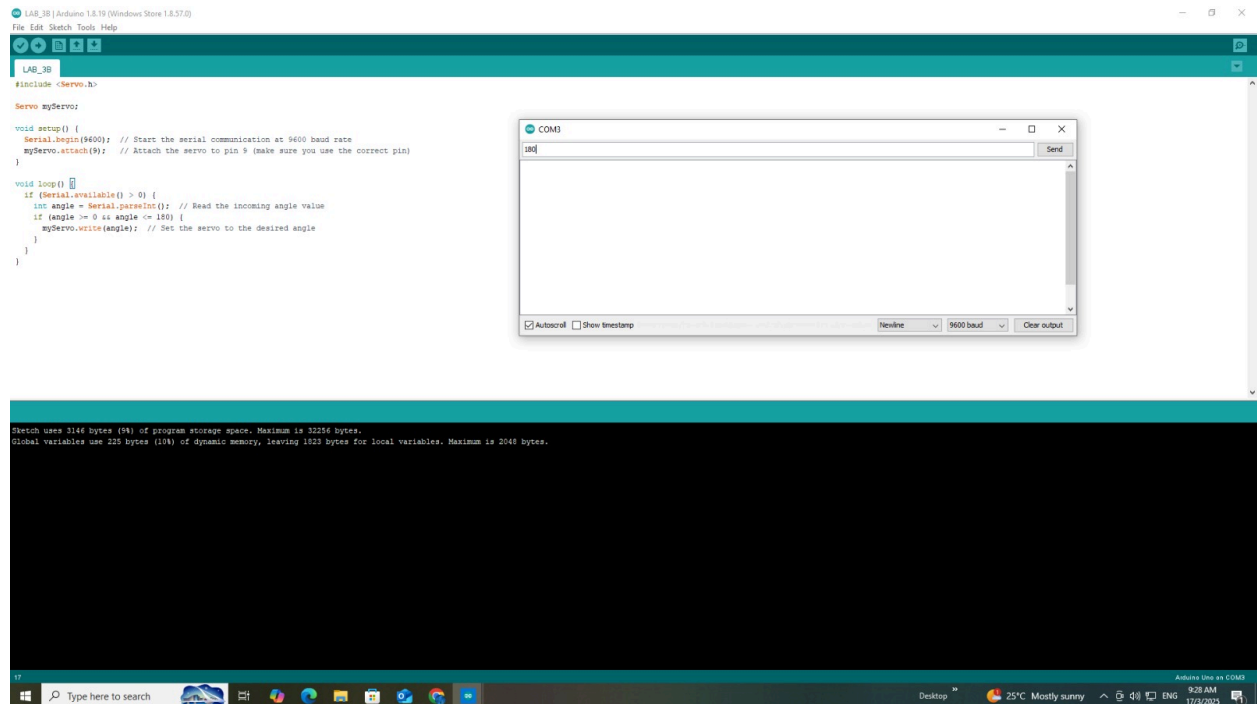 LAB_3B | Arduino 1.8.19 (Windows Store 1.8.57.0)
File Edit Sketch Tools Help
LAB_3B
#include <Servo.h>
Servo myServo;
void setup() {
  Serial.begin(9600);  // Start the serial communication at 9600 baud rate
  myServo.attach(9);   // Attach the servo to pin 9 (make sure you use the correct pin)
}
void loop() {
  if (Serial.available() > 0) {
    int angle = Serial.parseInt();  // Read the incoming angle value
    if (angle >= 0 && angle <= 180) {
      myServo.write(angle);  // Set the servo to the desired angle
    }
  }
}
COM3
180
Send
Autoscroll Show timestamp Newline 9600 baud Clear output
Sketch uses 3146 bytes (9%) of program storage space. Maximum is 32256 bytes.
Global variables use 225 bytes (10%) of dynamic memory, leaving 1823 bytes for local variables. Maximum is 2048 bytes.
17 Arduino Uno on COM3
Type here to search Desktop 25°C Mostly sunny ENG 9:28 AM
17/3/2025